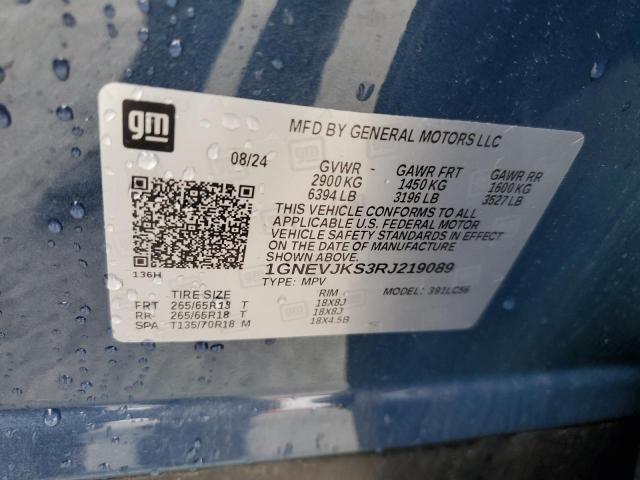 gm
MFD BY GENERAL MOTORS LLC
08/24
GVWR - GAWR FRT GAWR RR
2900 KG 1450 KG 1600 KG
6394 LB 3196 LB 3527 LB
THIS VEHICLE CONFORMS TO ALL
APPLICABLE U.S. FEDERAL MOTOR
VEHICLE SAFETY STANDARDS IN EFFECT
ON THE DATE OF MANUFACTURE
SHOWN ABOVE.
136H
1GNEVJKS3RJ219089
TYPE: MPV MODEL: 391LC56
TIRE SIZE RIM
FRT 265/65R18 T 18X8J
RR 265/65R18 T 18X8J
SPA T135/70R18 M 18X4.5B